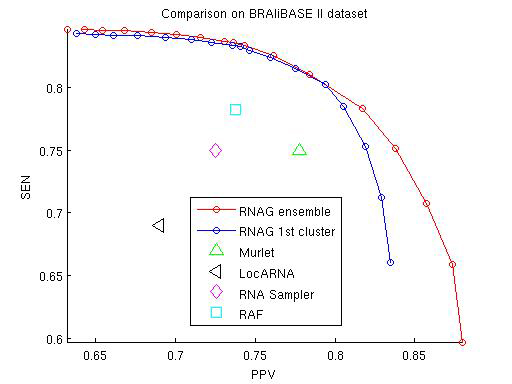 Comparison on BRAliBASE II dataset
SEN
0.8
0.75
0.7
0.65
0.6
RNAG ensemble
RNAG 1st cluster
Murlet
LocARNA
RNA Sampler
RAF
0.65 0.7 0.75 0.8 0.85
PPV